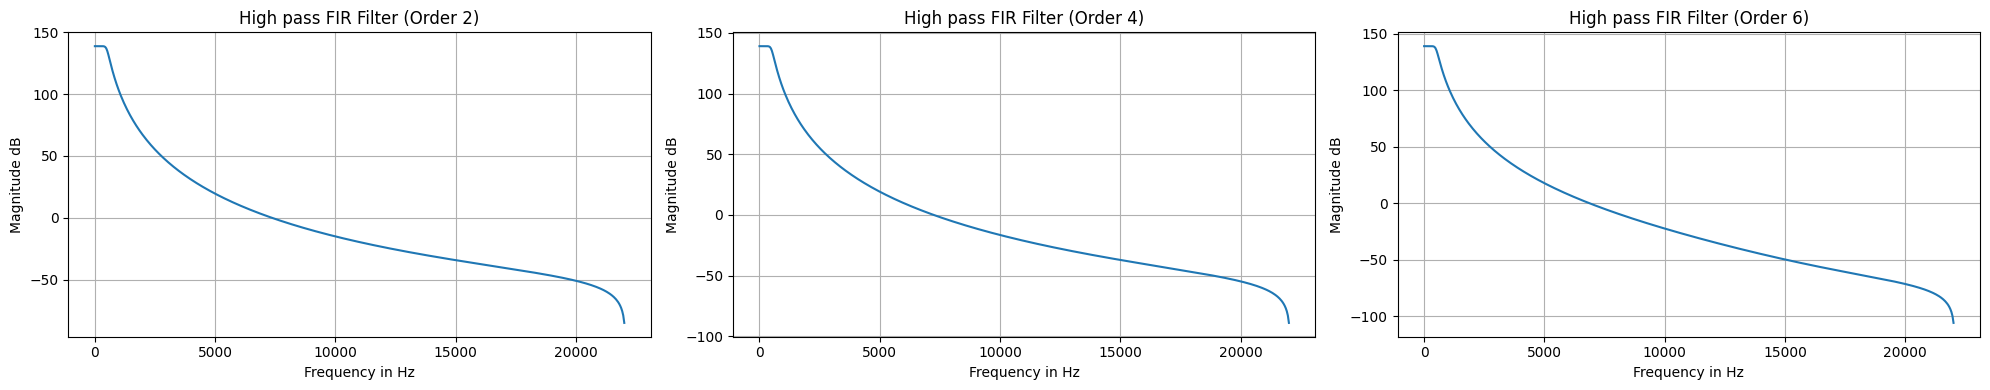 High pass FIR Filter (Order 2)
Magnitude dB
150
100
50
0
−50
0 5000 10000 15000 20000
Frequency in Hz
High pass FIR Filter (Order 4)
Magnitude dB
150
100
50
0
−50
−100
0 5000 10000 15000 20000
Frequency in Hz
High pass FIR Filter (Order 6)
Magnitude dB
150
100
50
0
−50
−100
0 5000 10000 15000 20000
Frequency in Hz